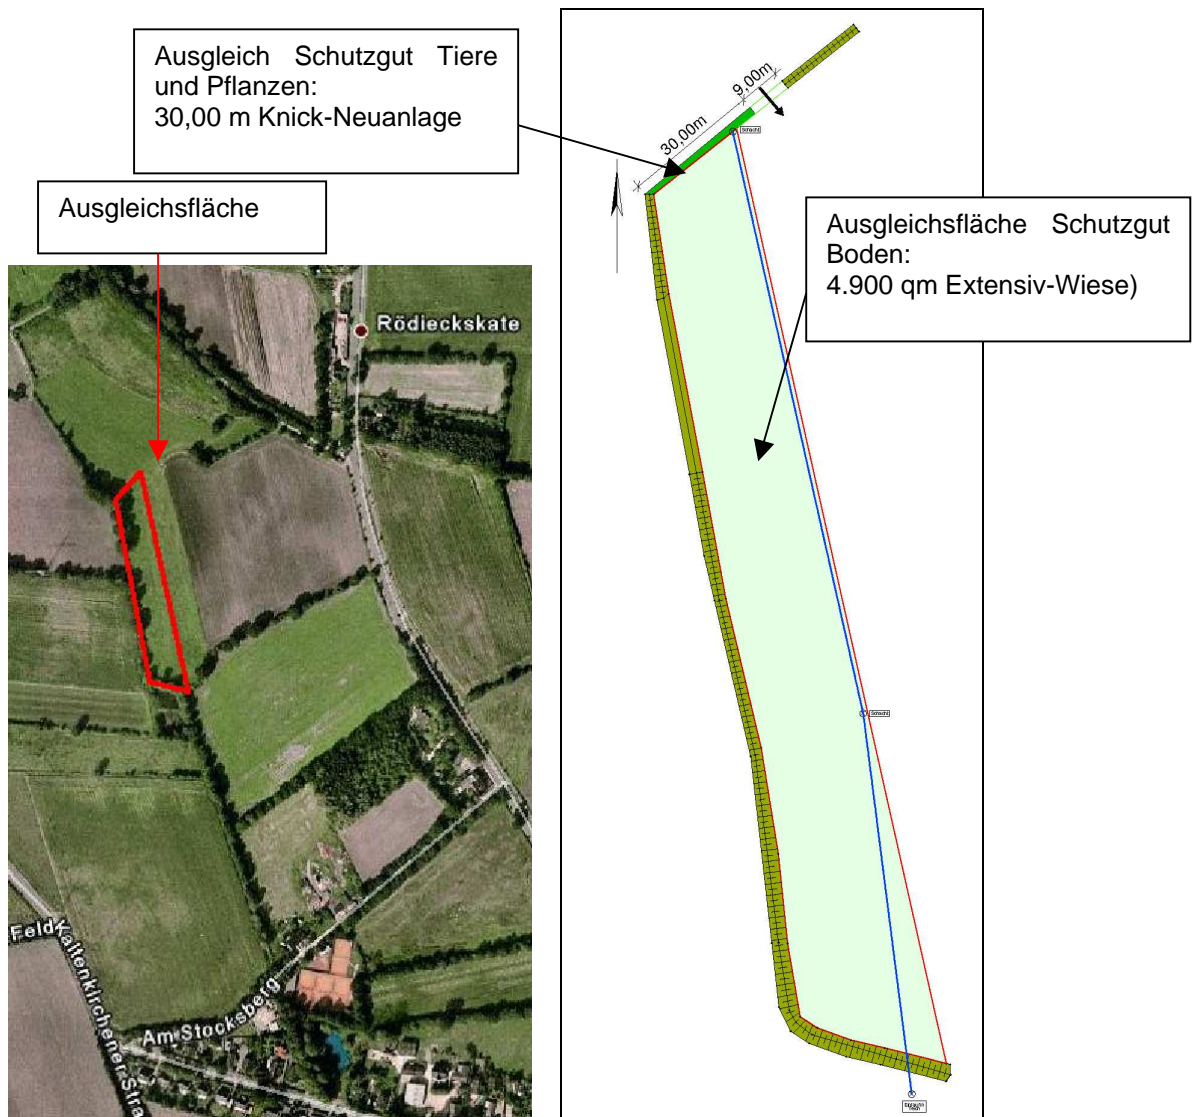 Ausgleich Schutzgut Tiere
und Pflanzen:
30,00 m Knick-Neuanlage
Ausgleichsfläche
9,00m
30,00m
Schacht
Ausgleichsfläche Schutzgut
Boden:
4.900 qm Extensiv-Wiese)
Rödieckskate
Schacht
Feld
Kaltenkirchener Stra
Am Stocksberg